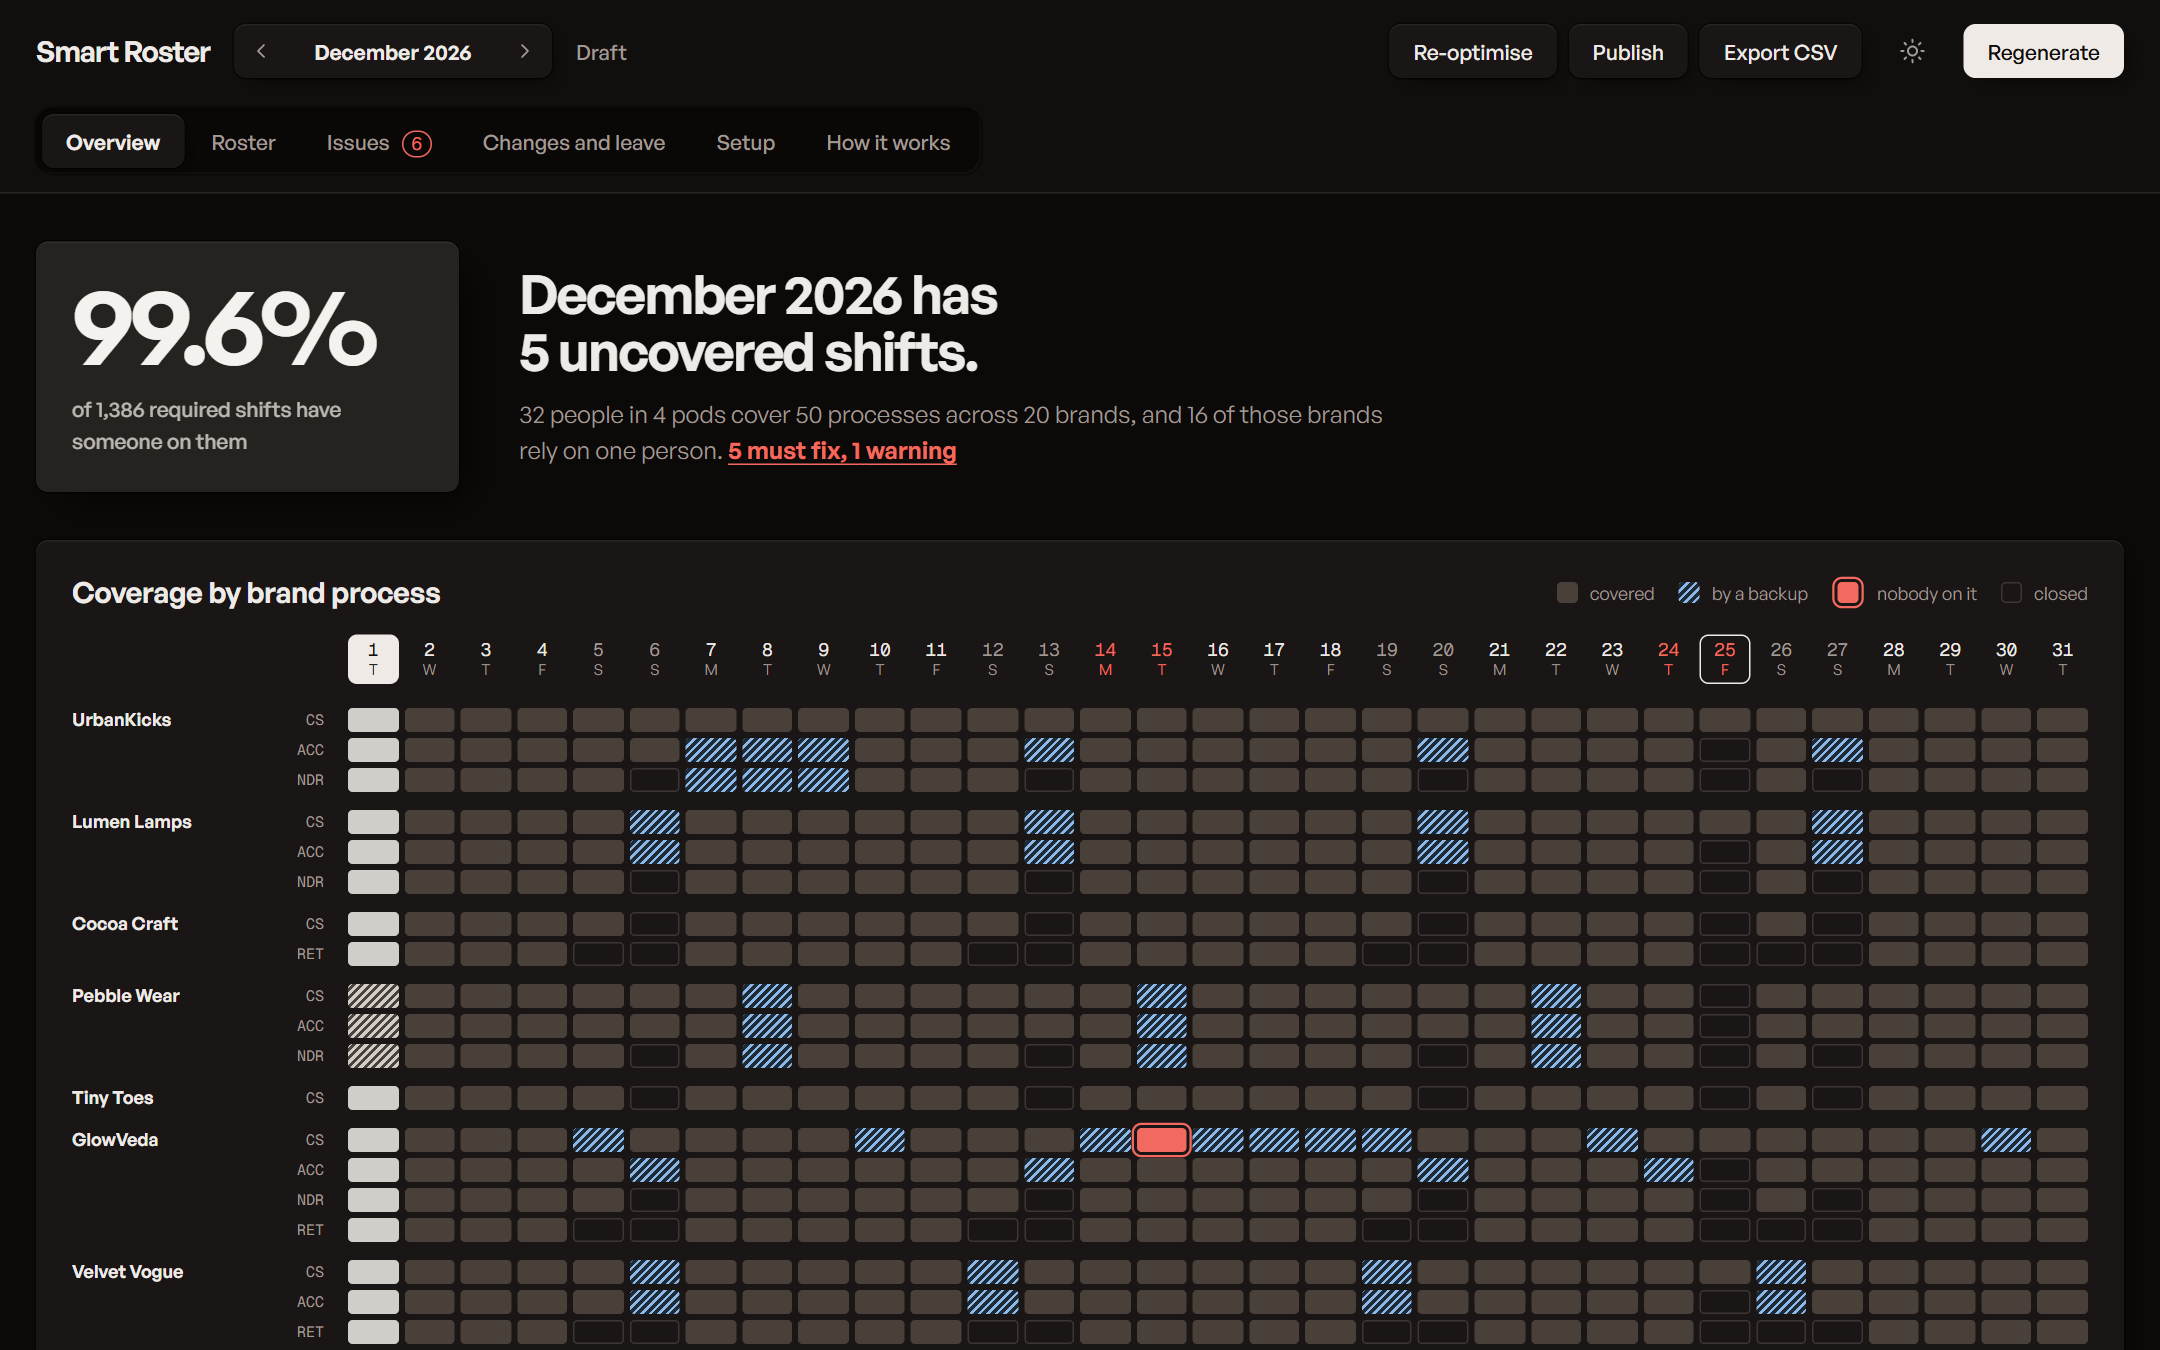 Smart Roster
December 2026
Draft
Re-optimise
Publish
Export CSV
Regenerate
Overview
Roster
Issues 6
Changes and leave
Setup
How it works
99.6%
of 1,386 required shifts have
someone on them
December 2026 has
5 uncovered shifts.
32 people in 4 pods cover 50 processes across 20 brands, and 16 of those brands
rely on one person. 5 must fix, 1 warning
Coverage by brand process
covered
by a backup
nobody on it
closed
1 2 3 4 5 6 7 8 9 10 11 12 13 14 15 16 17 18 19 20 21 22 23 24 25 26 27 28 29 30 31
T W T F S S M T W T F S S M T W T F S S M T W T F S S M T W T
UrbanKicks CS
ACC
NDR
Lumen Lamps CS
ACC
NDR
Cocoa Craft CS
RET
Pebble Wear CS
ACC
NDR
Tiny Toes CS
GlowVeda CS
ACC
NDR
RET
Velvet Vogue CS
ACC
RET